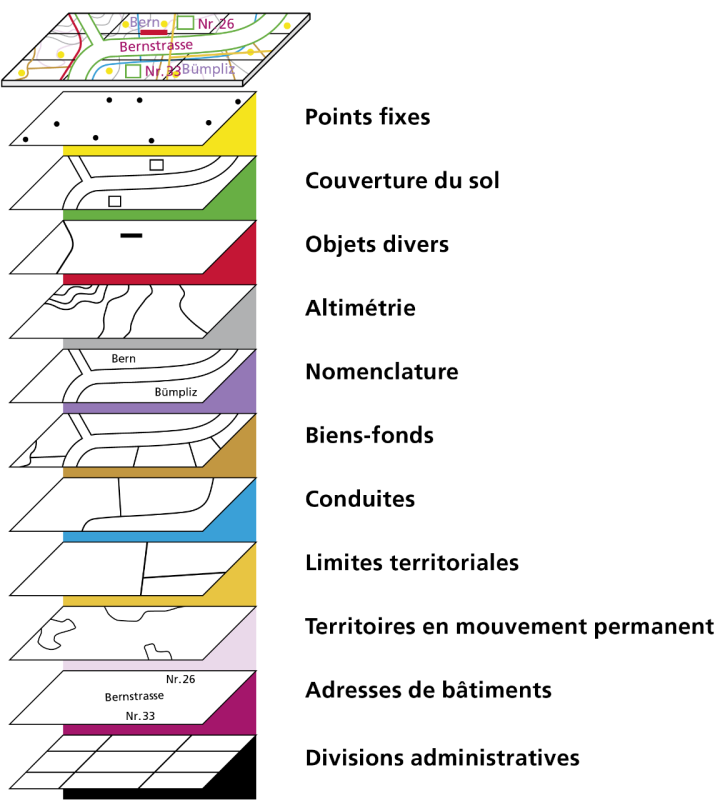 Bern
Nr. 26
Bernstrasse
Nr.33
Bümpliz
Points fixes
Couverture du sol
Objets divers
Altimétrie
Bern
Bümpliz
Nomenclature
Biens-fonds
Conduites
Limites territoriales
Territoires en mouvement permanent
Nr.26
Bernstrasse
Nr.33
Adresses de bâtiments
Divisions administratives